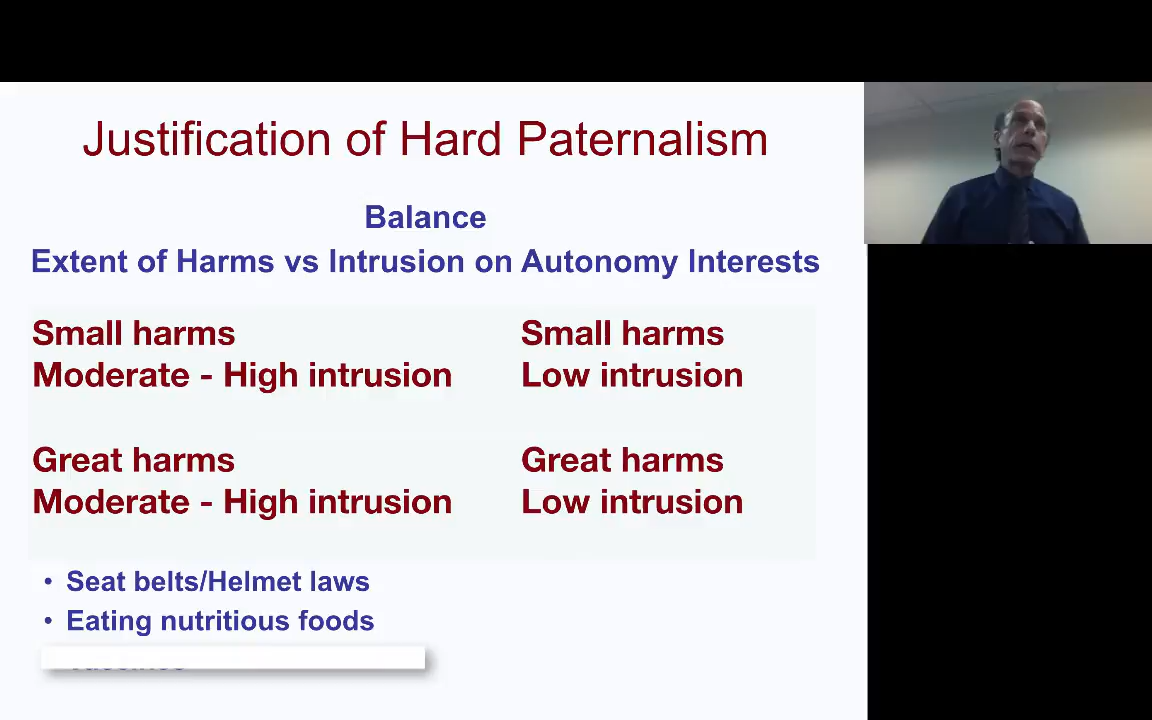 Justification of Hard Paternalism
Balance
Extent of Harms vs Intrusion on Autonomy Interests
Small harms
Moderate - High intrusion
Small harms
Low intrusion
Great harms
Moderate - High intrusion
Great harms
Low intrusion
• Seat belts/Helmet laws
• Eating nutritious foods